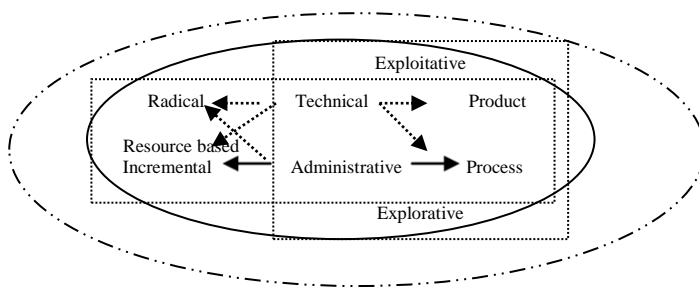 Exploitative
Radical Technical Product
Resource based
Incremental Administrative Process
Explorative